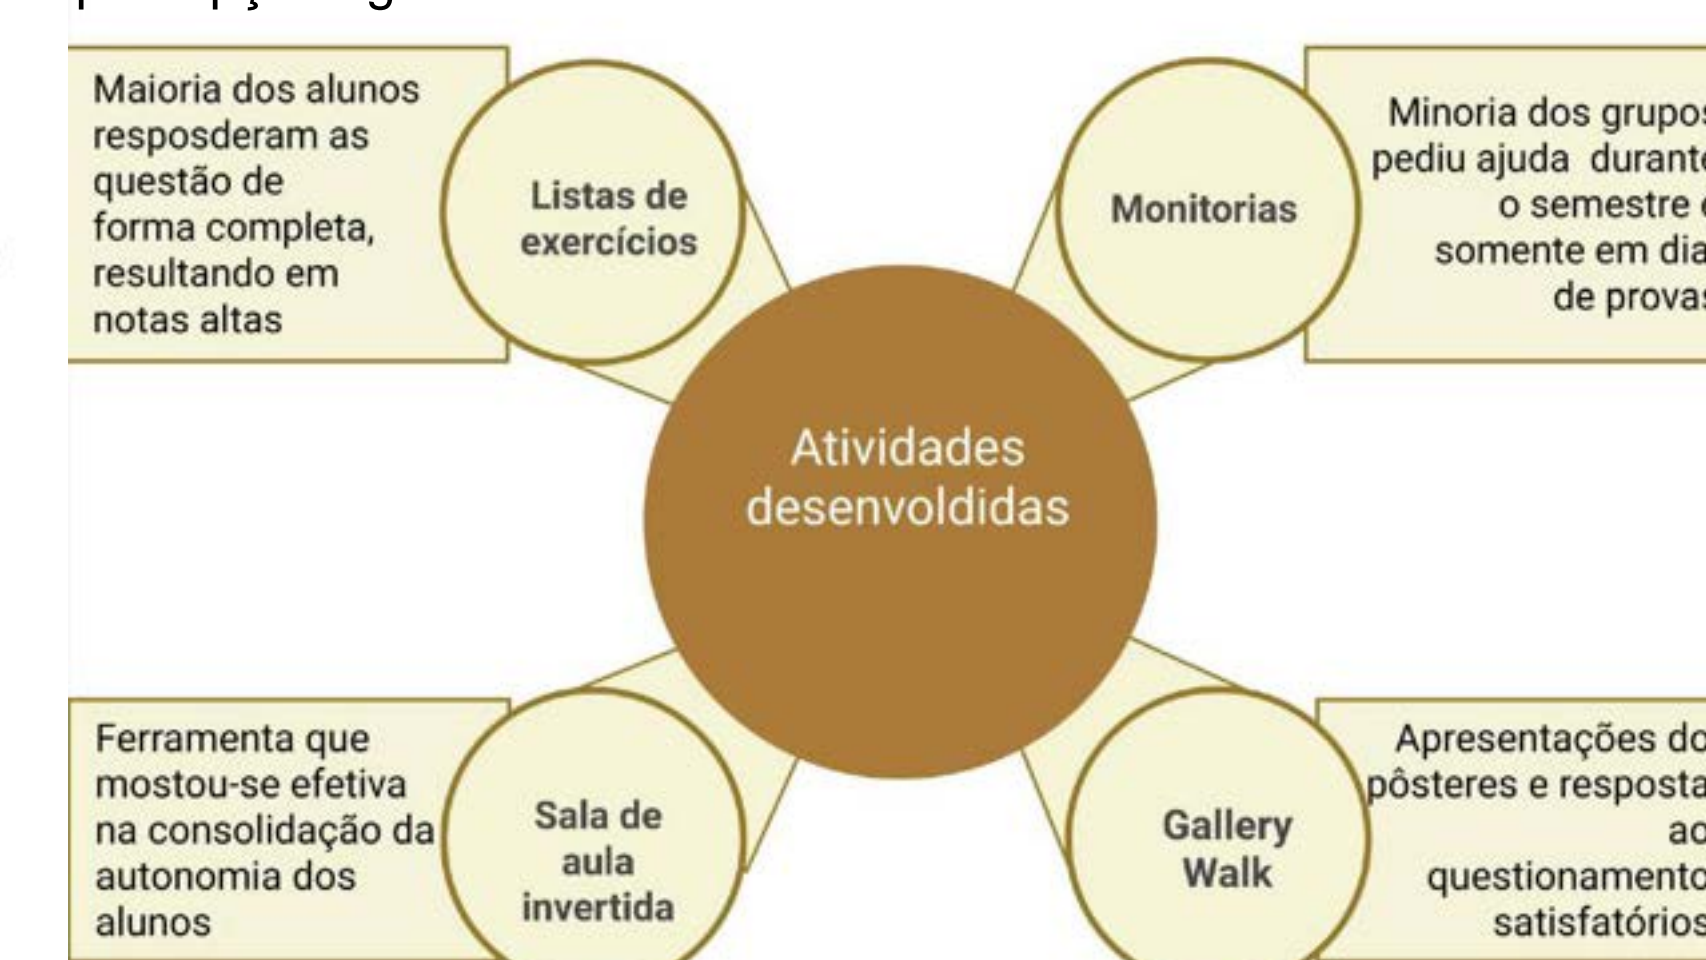 Maioria dos alunos
resposderam as
questão de
forma completa,
resultando em
notas altas
Listas de
exercícios
Monitorias
Minoria dos grupos
pediu ajuda durante
o semestre
somente em dia
de provas
Atividades
desenvoldidas
Ferramenta que
mostou-se efetiva
na consolidação da
autonomia dos
alunos
Sala de
aula
invertida
Gallery
Walk
Apresentações do
pôsteres e resposta
ao
questionamento
satisfatórios